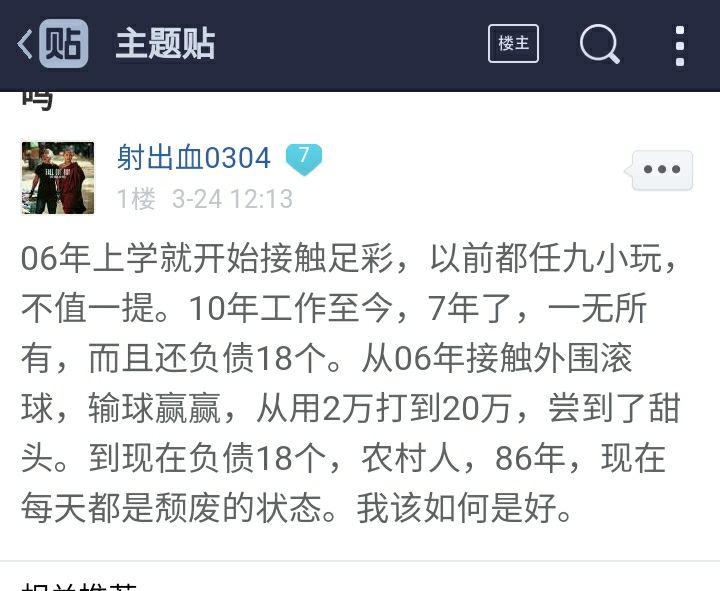 贴 主题贴 楼主
吗
射出血0304 7
1楼 3-24 12:13
06年上学就开始接触足彩，以前都任九小玩，
不值一提。10年工作至今，7年了，一无所
有，而且还负债18个。从06年接触外围滚
球，输球赢赢，从用2万打到20万，尝到了甜
头。到现在负债18个，农村人，86年，现在
每天都是颓废的状态。我该如何是好。
相关推荐